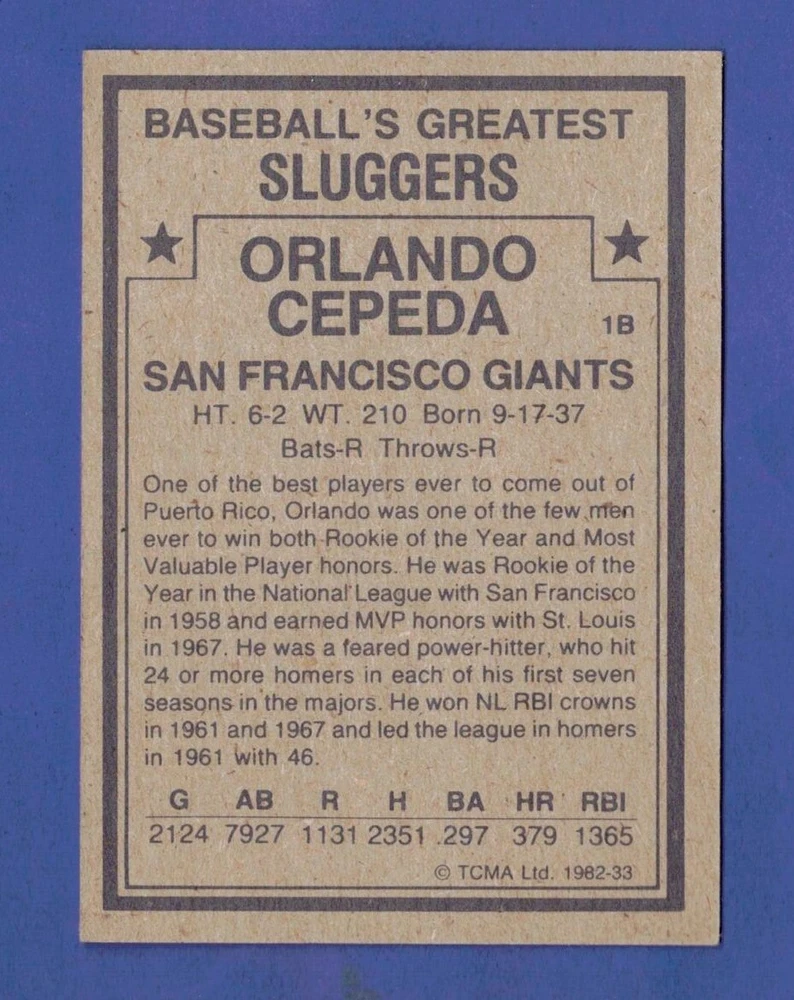 BASEBALL'S GREATEST
SLUGGERS
ORLANDO
CEPEDA
1B
SAN FRANCISCO GIANTS
HT. 6-2 WT. 210 Born 9-17-37
Bats-R Throws-R
One of the best players ever to come out of
Puerto Rico, Orlando was one of the few men
ever to win both Rookie of the Year and Most
Valuable Player honors. He was Rookie of the
Year in the National League with San Francisco
in 1958 and earned MVP honors with St. Louis
in 1967. He was a feared power-hitter, who hit
24 or more homers in each of his first seven
seasons in the majors. He won NL RBI crowns
in 1961 and 1967 and led the league in homers
in 1961 with 46.
G AB R H BA HR RBI
2124 7927 1131 2351 .297 379 1365
© TCMA Ltd. 1982-33